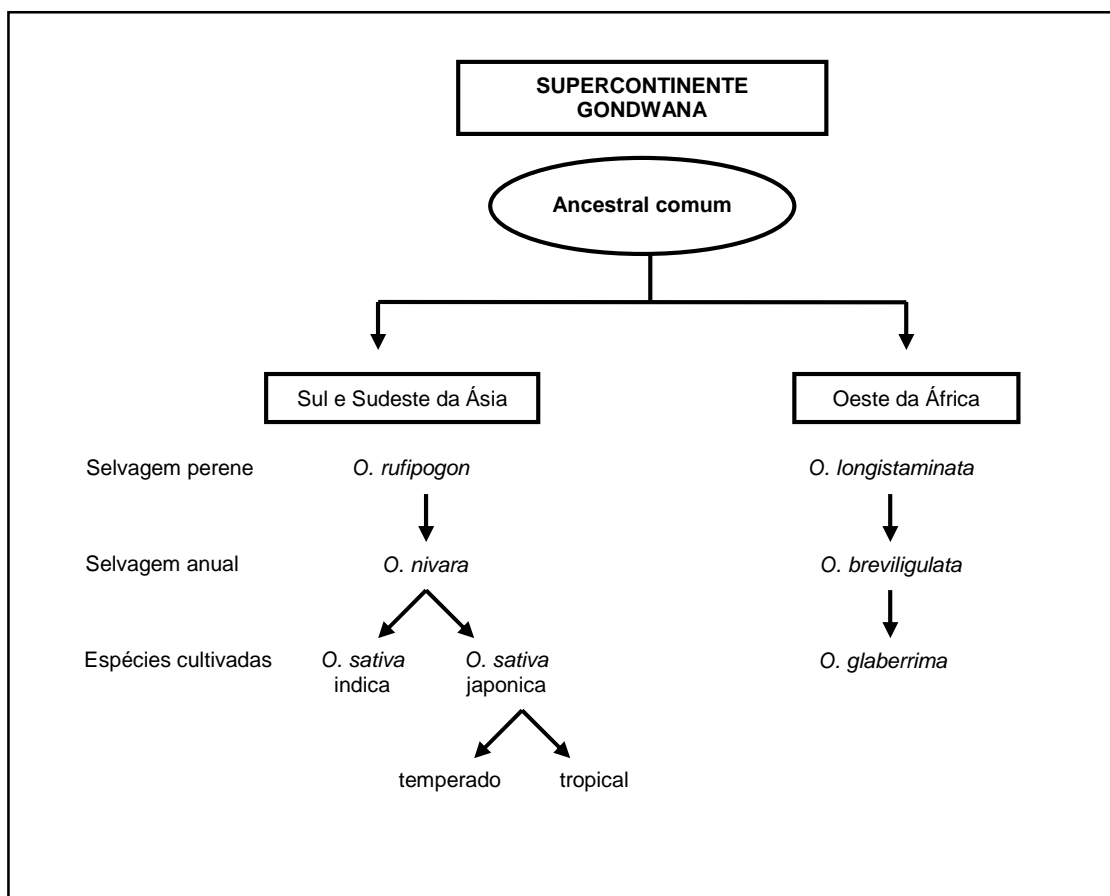 SUPERCONTINENTE
GONDWANA
Ancestral comum
Sul e Sudeste da Ásia
Oeste da África
Selvagem perene
O. rufipogon
O. longistaminata
Selvagem anual
O. nivara
O. breviligulata
Espécies cultivadas
O. sativa
indica
O. sativa
japonica
O. glaberrima
temperado
tropical